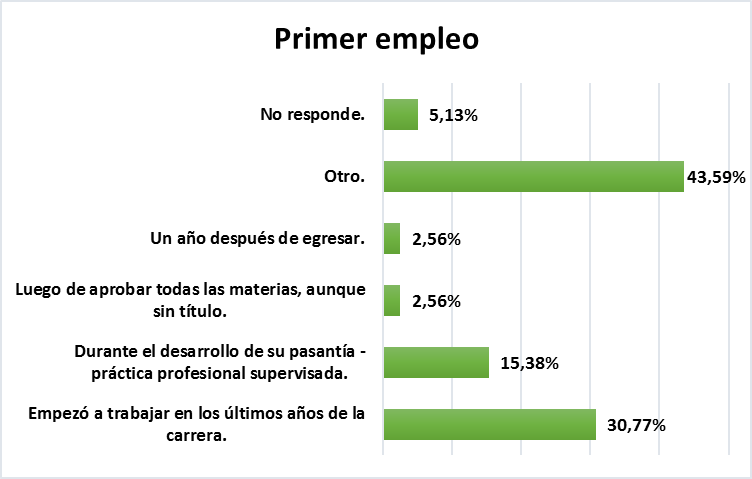 Primer empleo
No responde.
5,13%
Otro.
43,59%
Un año después de egresar.
2,56%
Luego de aprobar todas las materias, aunque
sin título.
2,56%
Durante el desarrollo de su pasantía -
práctica profesional supervisada.
15,38%
Empezó a trabajar en los últimos años de la
carrera.
30,77%